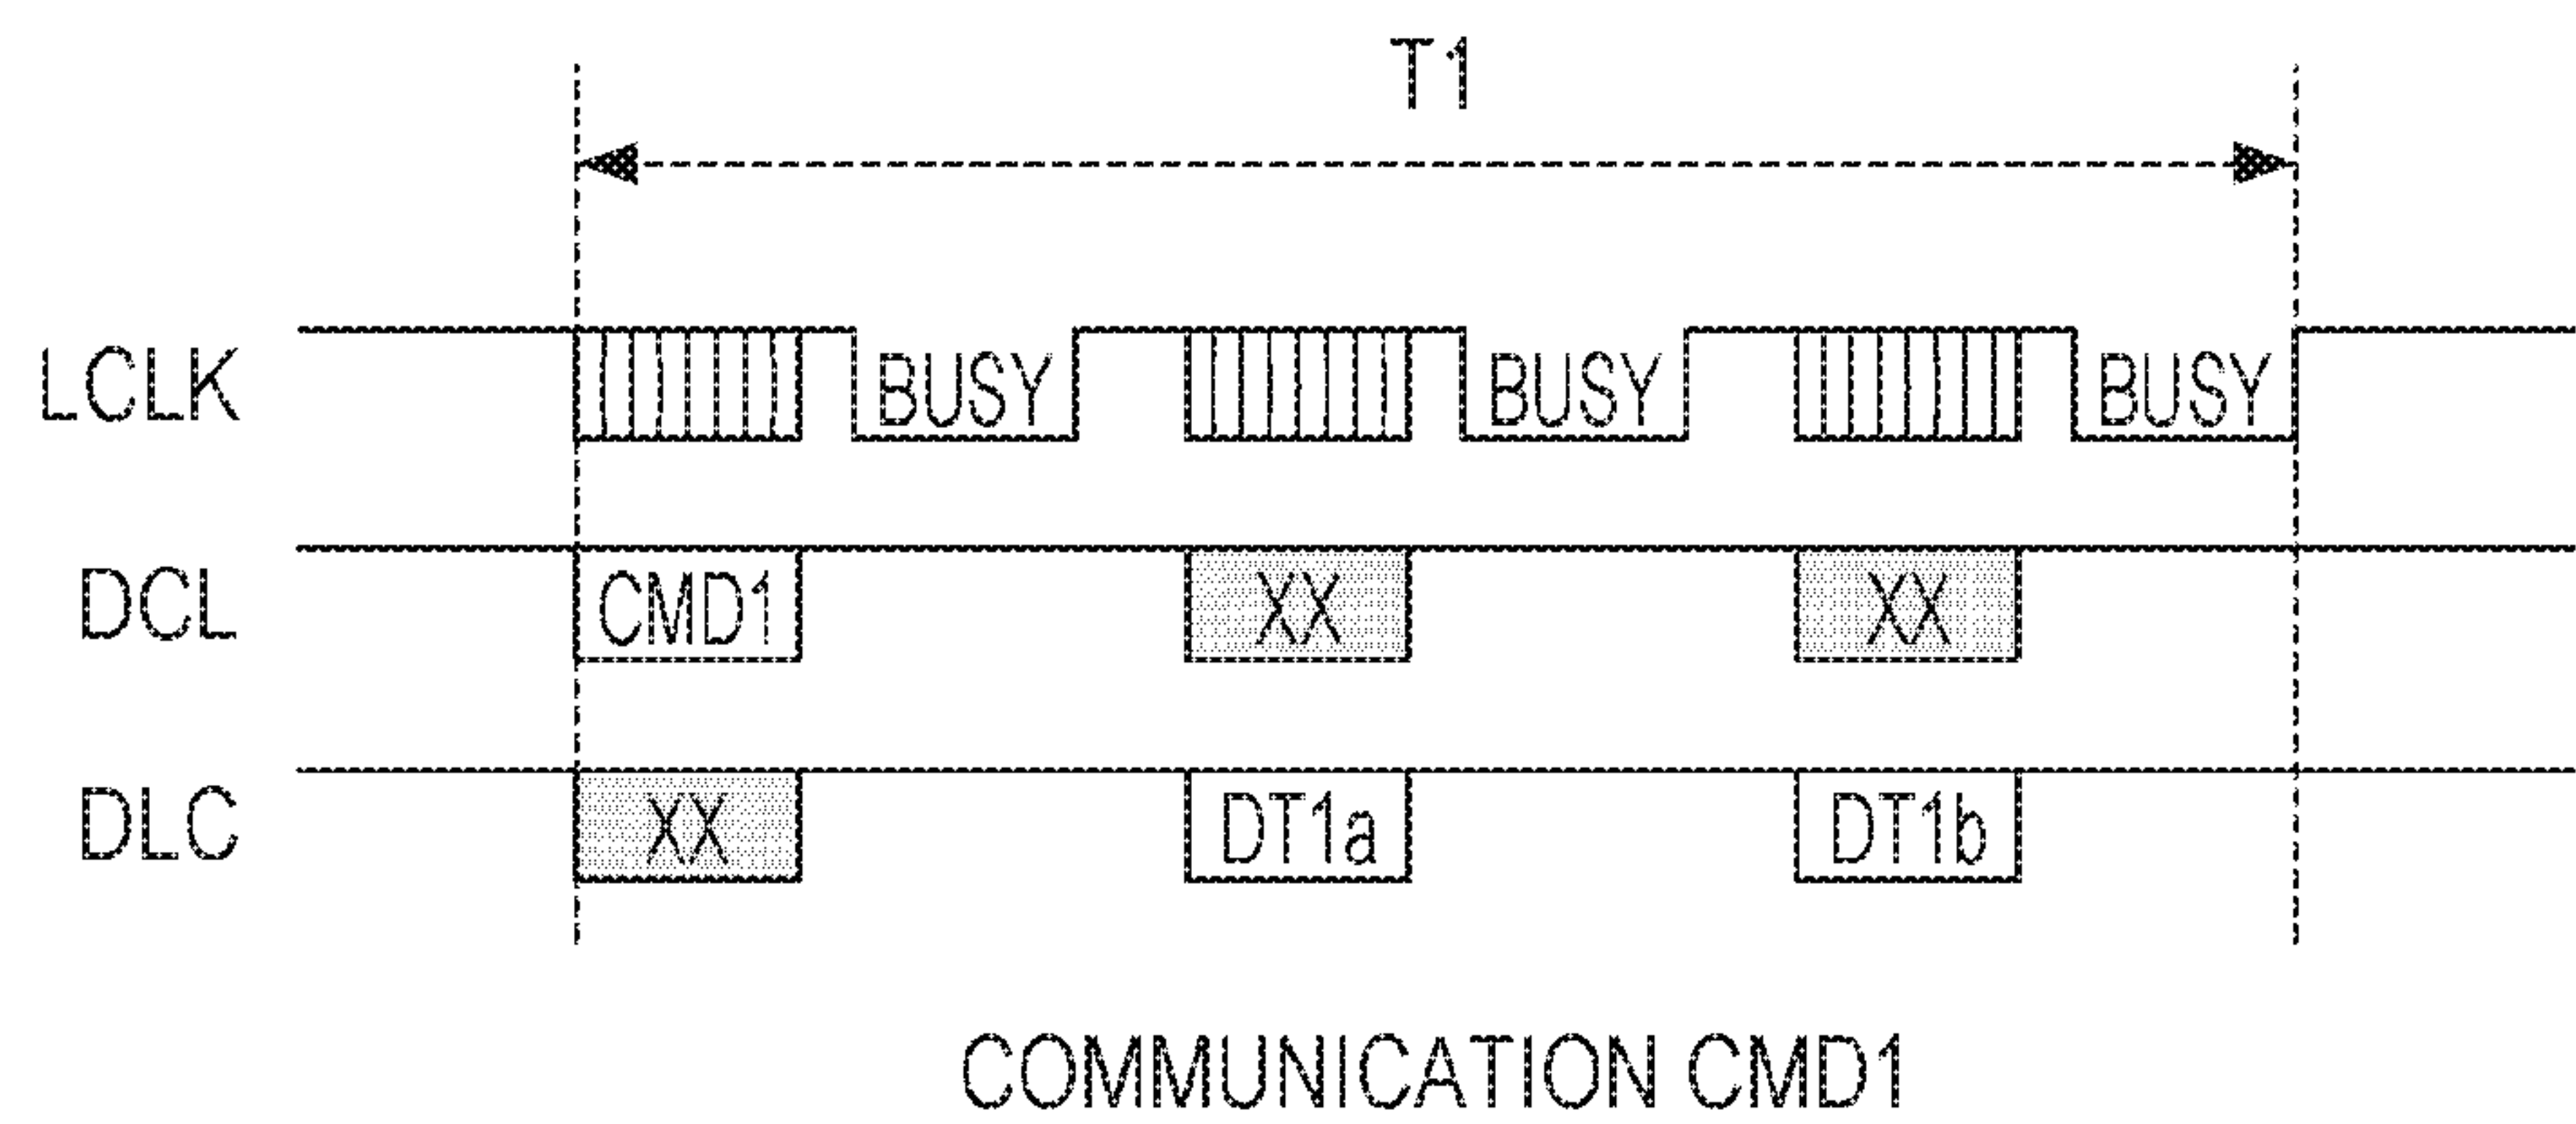 T1
LCLK BUSY BUSY BUSY
DCL CMD1 XX XX
DLC XX DT1a DT1b
COMMUNICATION CMD1